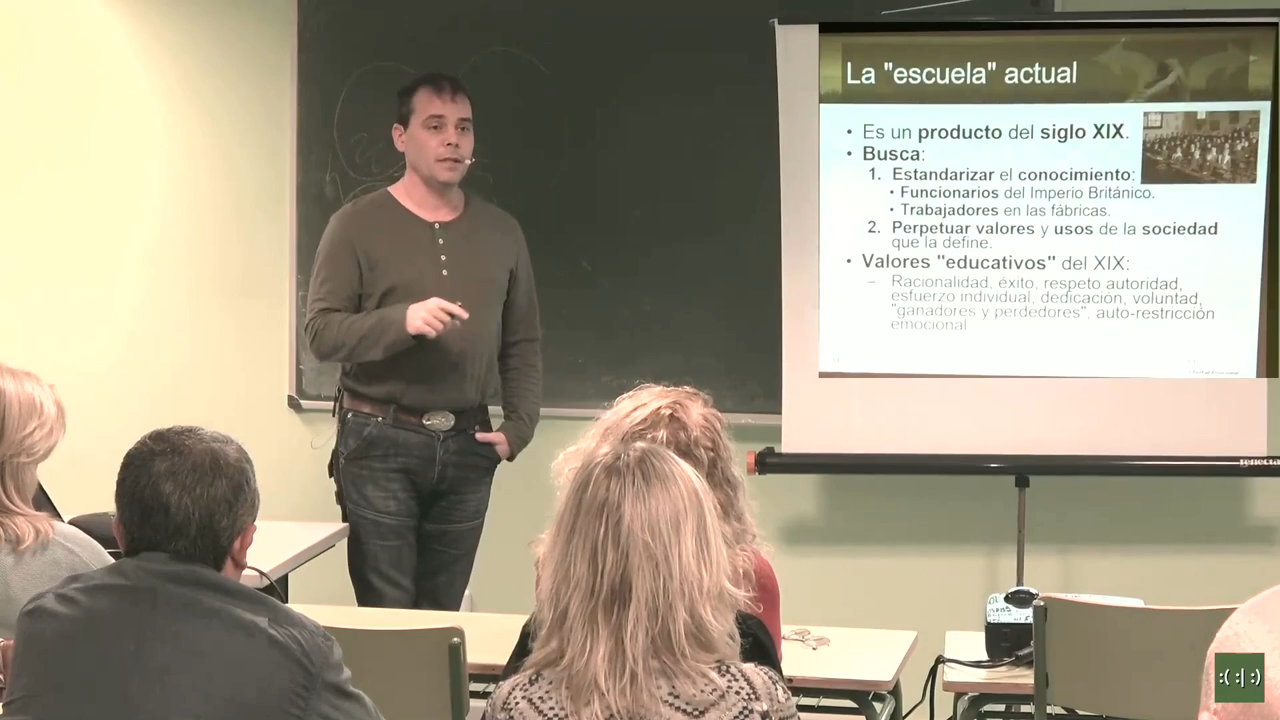 La "escuela" actual
• Es un producto del siglo XIX.
• Busca:
1. Estandarizar el conocimiento:
• Funcionarios del Imperio Británico.
• Trabajadores en las fábricas.
2. Perpetuar valores y usos de la sociedad
que la define.
• Valores "educativos" del XIX:
– Racionalidad, éxito, respeto autoridad,
esfuerzo individual, dedicación, voluntad,
"ganadores y perdedores", auto-restricción
emocional
:( :| :)